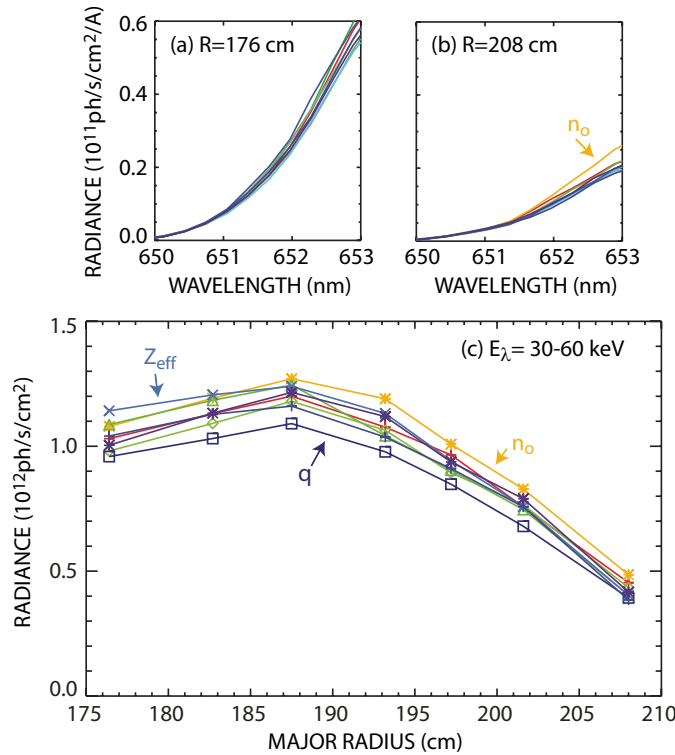 0.6
0.4
0.2
0.0
RADIANCE (10¹¹ph/s/cm²/A)
(a) R=176 cm
650 651 652 653
WAVELENGTH (nm)
(b) R=208 cm
nₒ
650 651 652 653
WAVELENGTH (nm)
1.5
1.0
0.5
0.0
RADIANCE (10¹²ph/s/cm²)
(c) E_λ= 30-60 keV
Z_eff
nₒ
q
175 180 185 190 195 200 205 210
MAJOR RADIUS (cm)